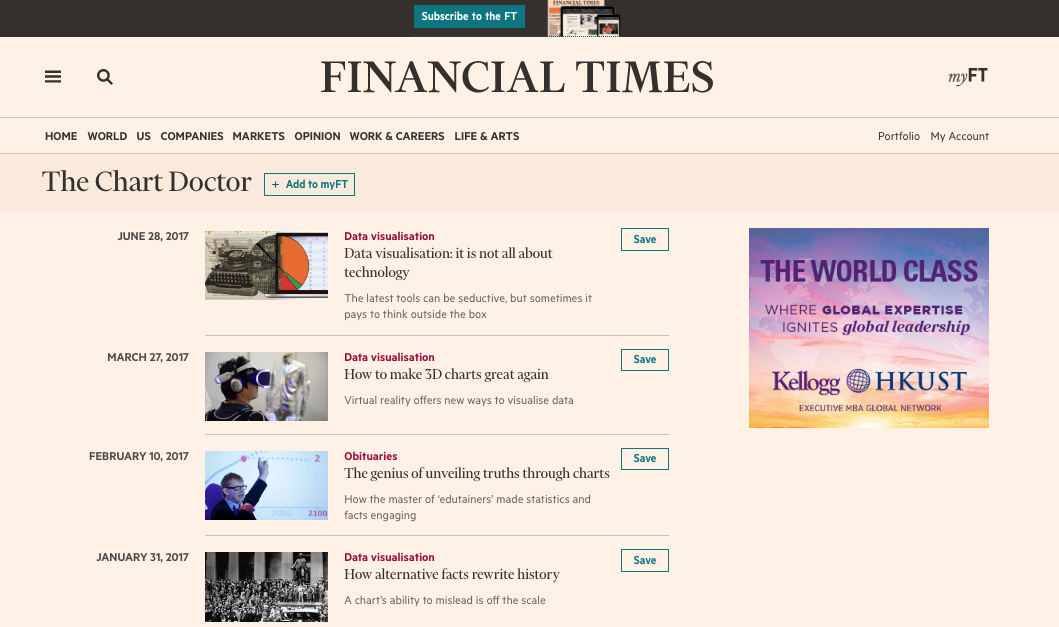 Subscribe to the FT
FINANCIAL TIMES
FINANCIAL TIMES
myFT
HOME WORLD US COMPANIES MARKETS OPINION WORK & CAREERS LIFE & ARTS
Portfolio My Account
The Chart Doctor
+ Add to myFT
JUNE 28, 2017
Data visualisation
Data visualisation: it is not all about
technology
The latest tools can be seductive, but sometimes it
pays to think outside the box
Save
MARCH 27, 2017
Data visualisation
How to make 3D charts great again
Virtual reality offers new ways to visualise data
Save
FEBRUARY 10, 2017
2
2050
2100
Obituaries
The genius of unveiling truths through charts
How the master of ‘edutainers’ made statistics and
facts engaging
Save
JANUARY 31, 2017
Data visualisation
How alternative facts rewrite history
A chart’s ability to mislead is off the scale
Save
THE WORLD CLASS
WHERE GLOBAL EXPERTISE
IGNITES global leadership
Kellogg HKUST
EXECUTIVE MBA GLOBAL NETWORK